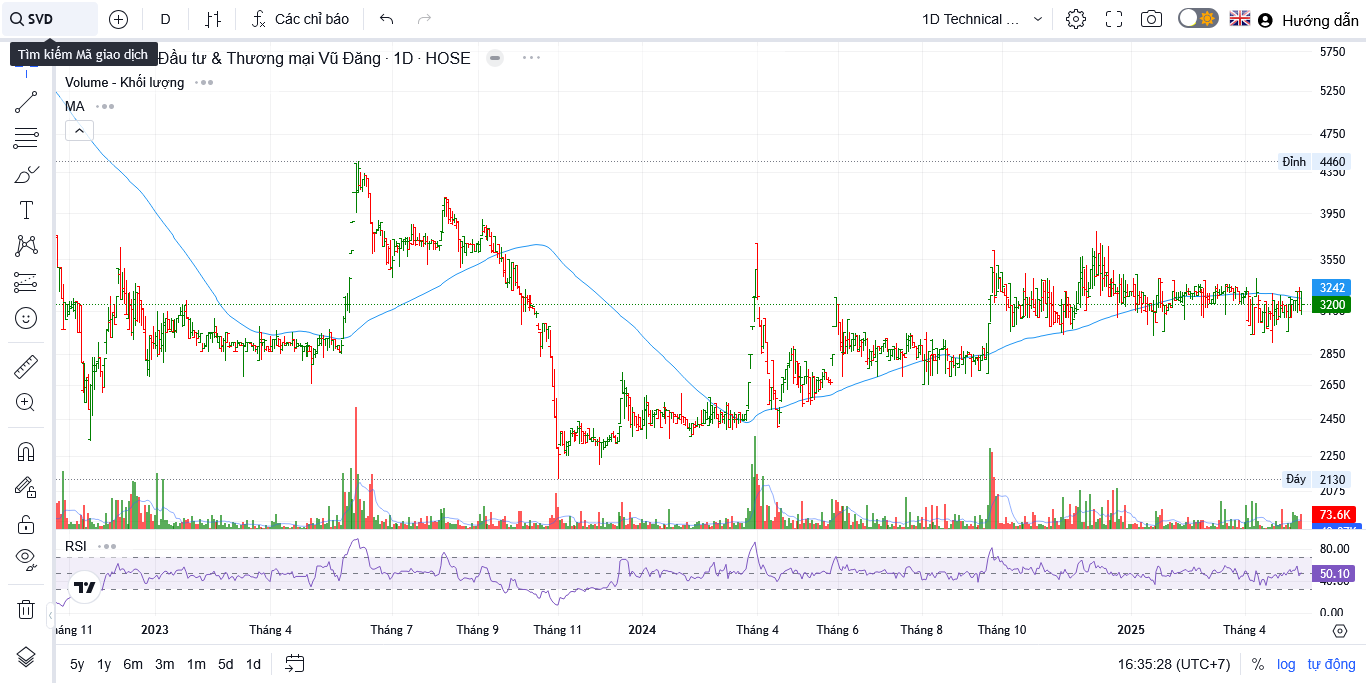 SVD
D
Các chỉ báo
1D Technical ...
Hướng dẫn
Tìm kiếm Mã giao dịch
Đầu tư & Thương mại Vũ Đăng · 1D · HOSE
Volume - Khối lượng
MA
5750
5250
4750
Đỉnh 4460
4350
3950
3550
3242
3200
2850
2650
2450
2250
Đáy 2130
2075
73.6K
RSI
80.00
50.10
40.00
0.00
háng 11 2023 Tháng 4 Tháng 7 Tháng 9 Tháng 11 2024 Tháng 4 Tháng 6 Tháng 8 Tháng 10 2025 Tháng 4
5y 1y 6m 3m 1m 5d 1d
16:35:28 (UTC+7) % log tự động